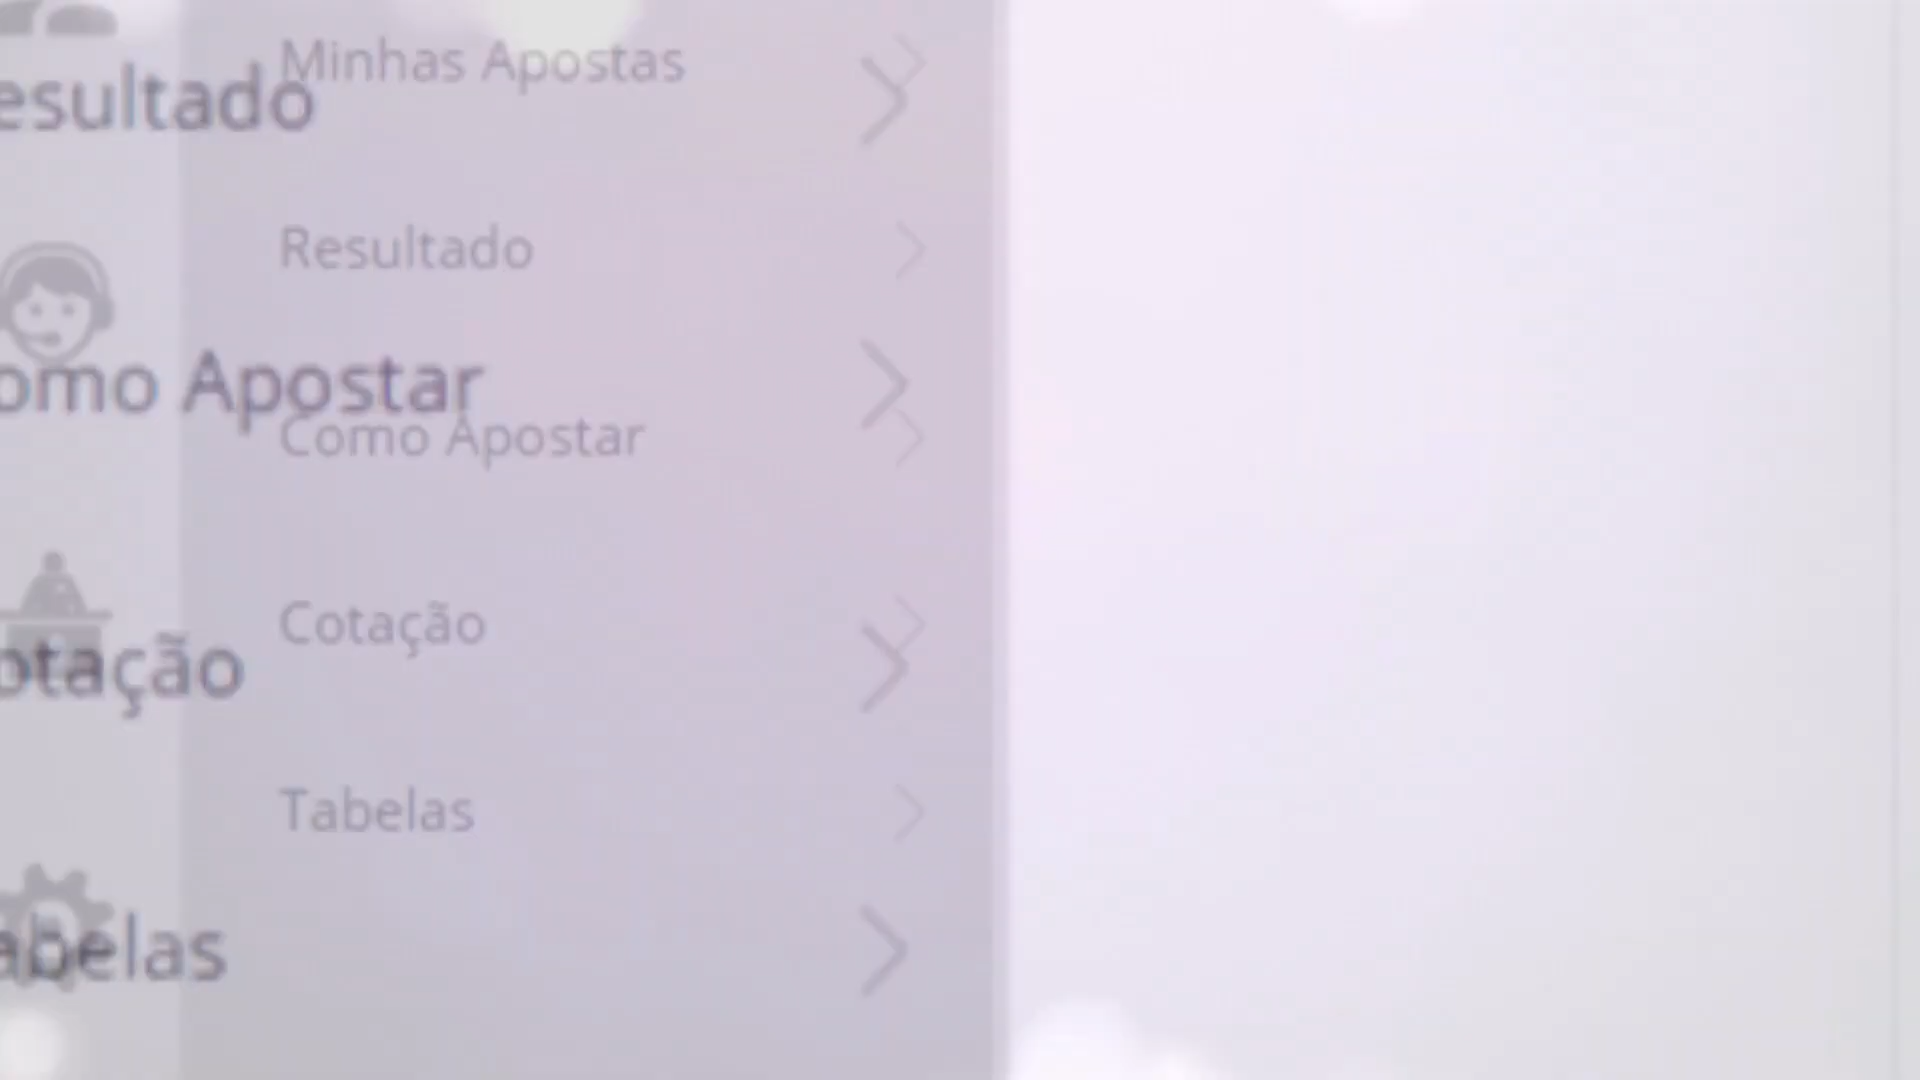 Minhas Apostas
esultado
Resultado
omo Apostar
Como Apostar
Cotação
otação
Tabelas
abelas